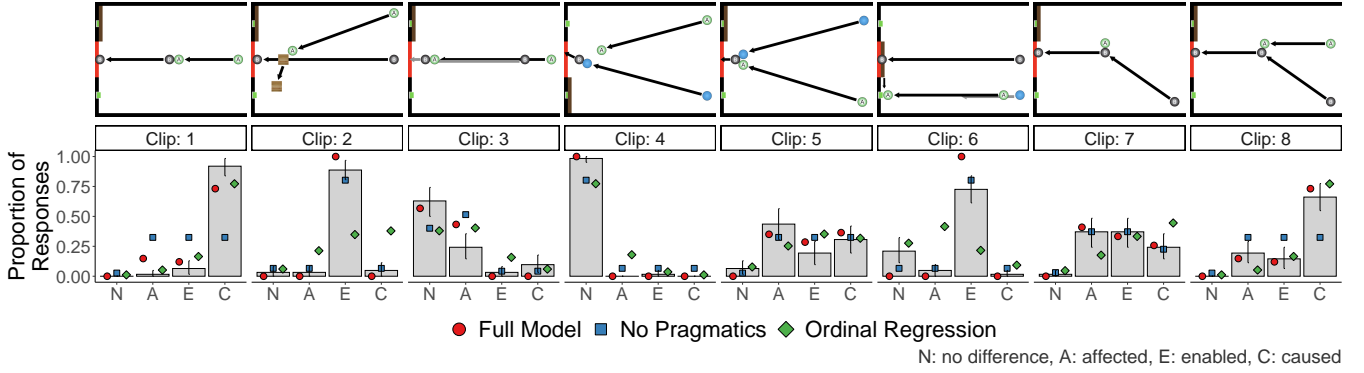 A B B A
A B B
B B A
A B
B A
B A A
A B B
B B A A
Clip: 1 Clip: 2 Clip: 3 Clip: 4 Clip: 5 Clip: 6 Clip: 7 Clip: 8
Proportion of
Responses
1.00
0.75
0.50
0.25
0.00
N A E C N A E C N A E C N A E C N A E C N A E C N A E C N A E C
Full Model No Pragmatics Ordinal Regression
N: no difference, A: affected, E: enabled, C: caused